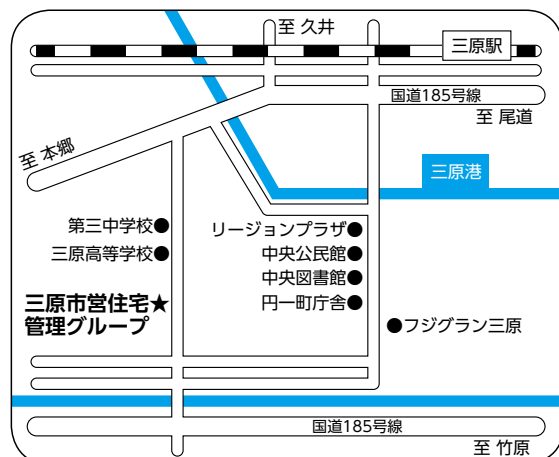 至 久井
三原駅
国道185号線
至 尾道
至 本郷
三原港
第三中学校●
三原高等学校●
リージョンプラザ●
中央公民館●
中央図書館●
円一町庁舎●
三原市営住宅★
管理グループ
●フジグラン三原
国道185号線
至 竹原